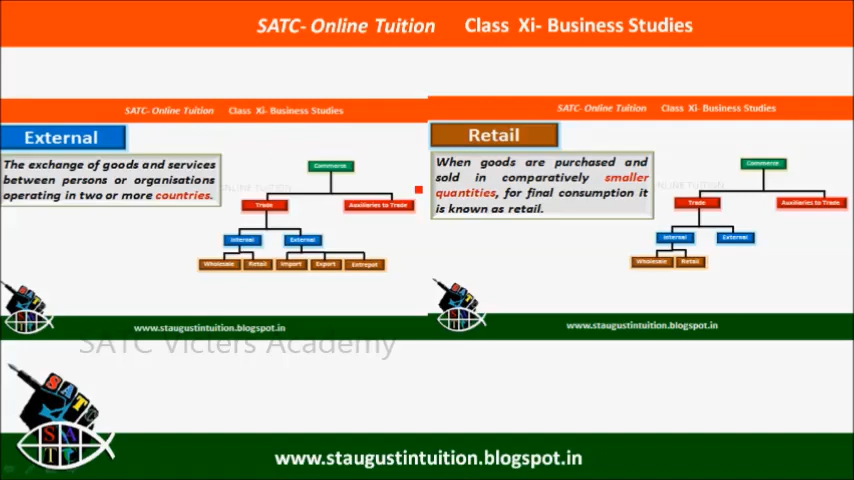 SATC- Online Tuition Class Xi- Business Studies
SATC- Online Tuition Class Xi- Business Studies
External
The exchange of goods and services
between persons or organisations
operating in two or more countries.
Commerce
Trade Auxiliaries to Trade
Internal External
Wholesale Retail Import Export Entrepot
www.staugustintuition.blogspot.in
SATC- Online Tuition Class Xi- Business Studies
Retail
When goods are purchased and
sold in comparatively smaller
quantities, for final consumption it
is known as retail.
Commerce
Trade Auxiliaries to Trade
Internal External
Wholesale Retail
www.staugustintuition.blogspot.in
SATC Victers Academy
SATC
SAT
www.staugustintuition.blogspot.in